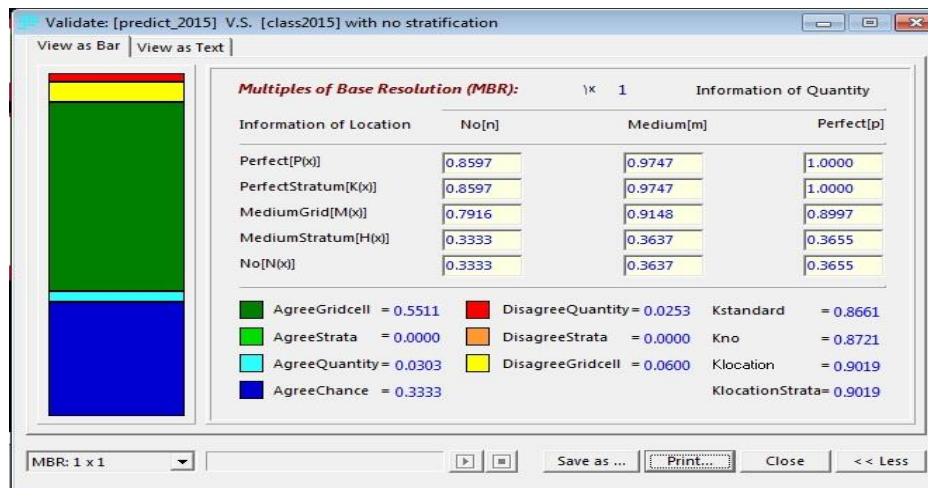 Validate: [predict_2015] V.S. [class2015] with no stratification
View as Bar View as Text
Multiples of Base Resolution (MBR): 1 Information of Quantity
Information of Location No[n] Medium[m] Perfect[p]
Perfect[P(x)] 0.8597 0.9747 1.0000
PerfectStratum[K(x)] 0.8597 0.9747 1.0000
MediumGrid[M(x)] 0.7916 0.9148 0.8997
MediumStratum[H(x)] 0.3333 0.3637 0.3655
No[N(x)] 0.3333 0.3637 0.3655
AgreeGridcell = 0.5511 DisagreeQuantity = 0.0253 Kstandard = 0.8661
AgreeStrata = 0.0000 DisagreeStrata = 0.0000 Kno = 0.8721
AgreeQuantity = 0.0303 DisagreeGridcell = 0.0600 Klocation = 0.9019
AgreeChance = 0.3333 KlocationStrata = 0.9019
MBR: 1 x 1 Save as ... Print... Close << Less